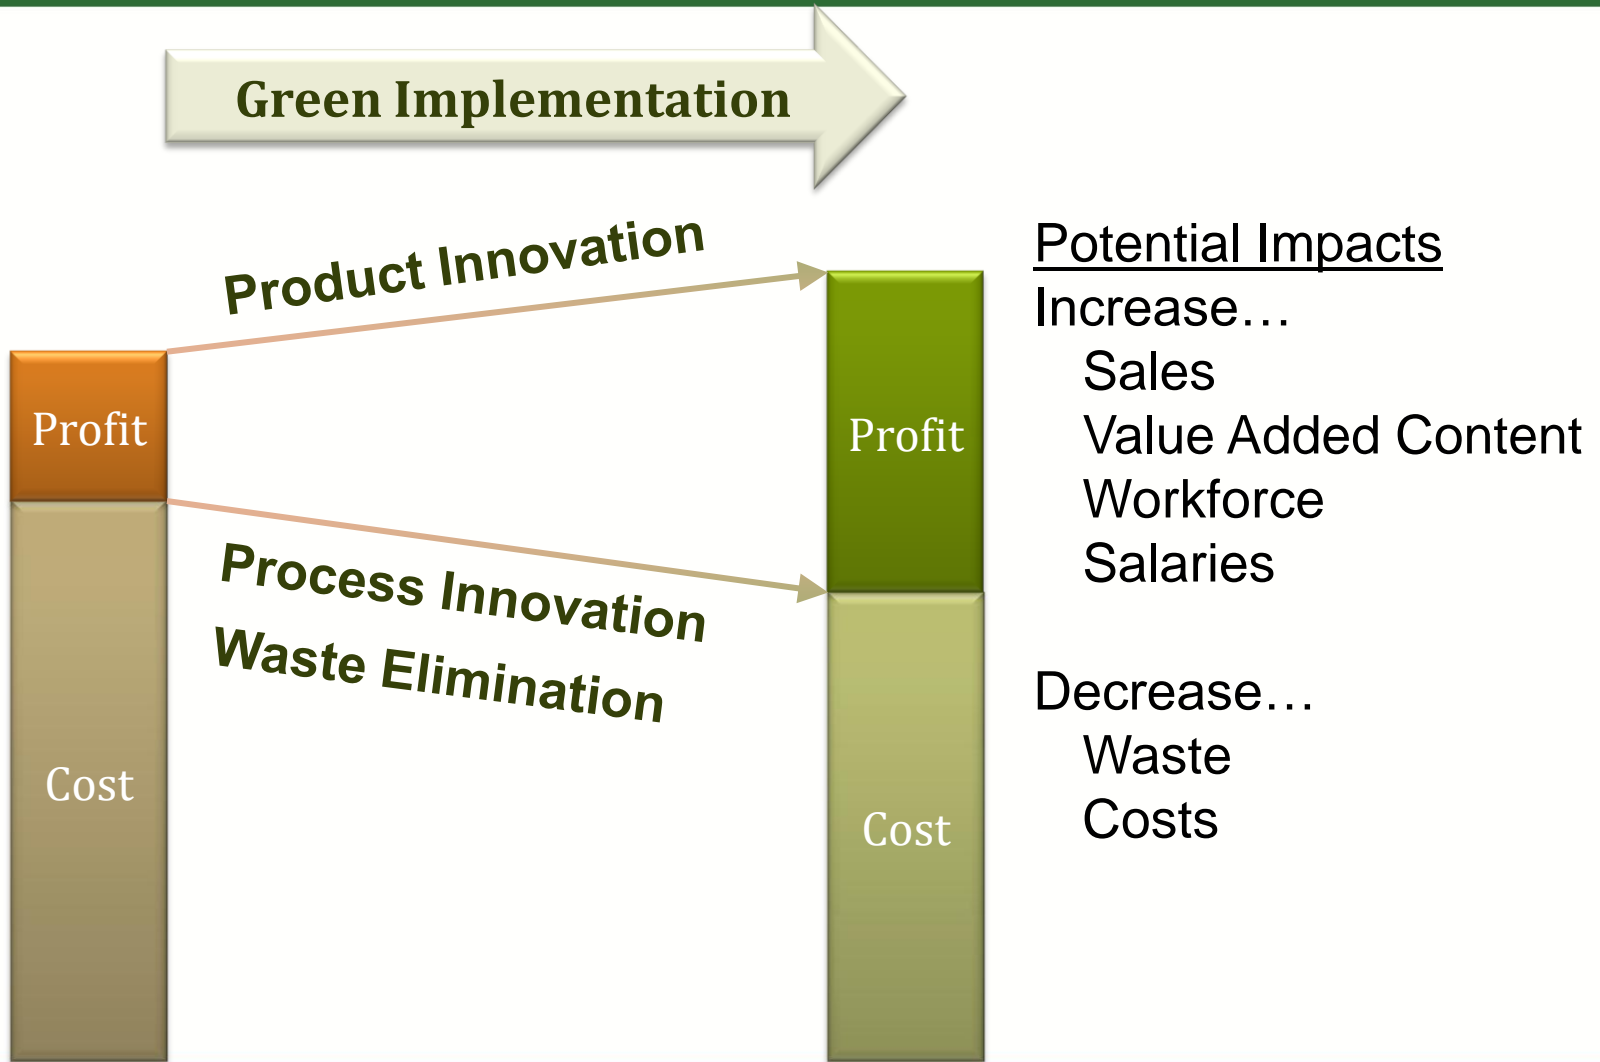 Green Implementation
Product Innovation
Profit
Cost
Process Innovation
Waste Elimination
Profit
Cost
Potential Impacts
Increase…
Sales
Value Added Content
Workforce
Salaries
Decrease…
Waste
Costs